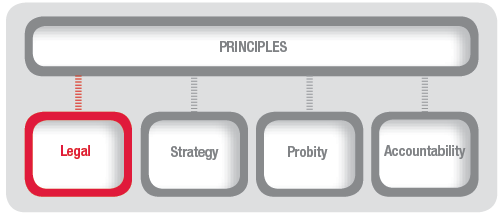 PRINCIPLES
Legal
Strategy
Probity
Accountability